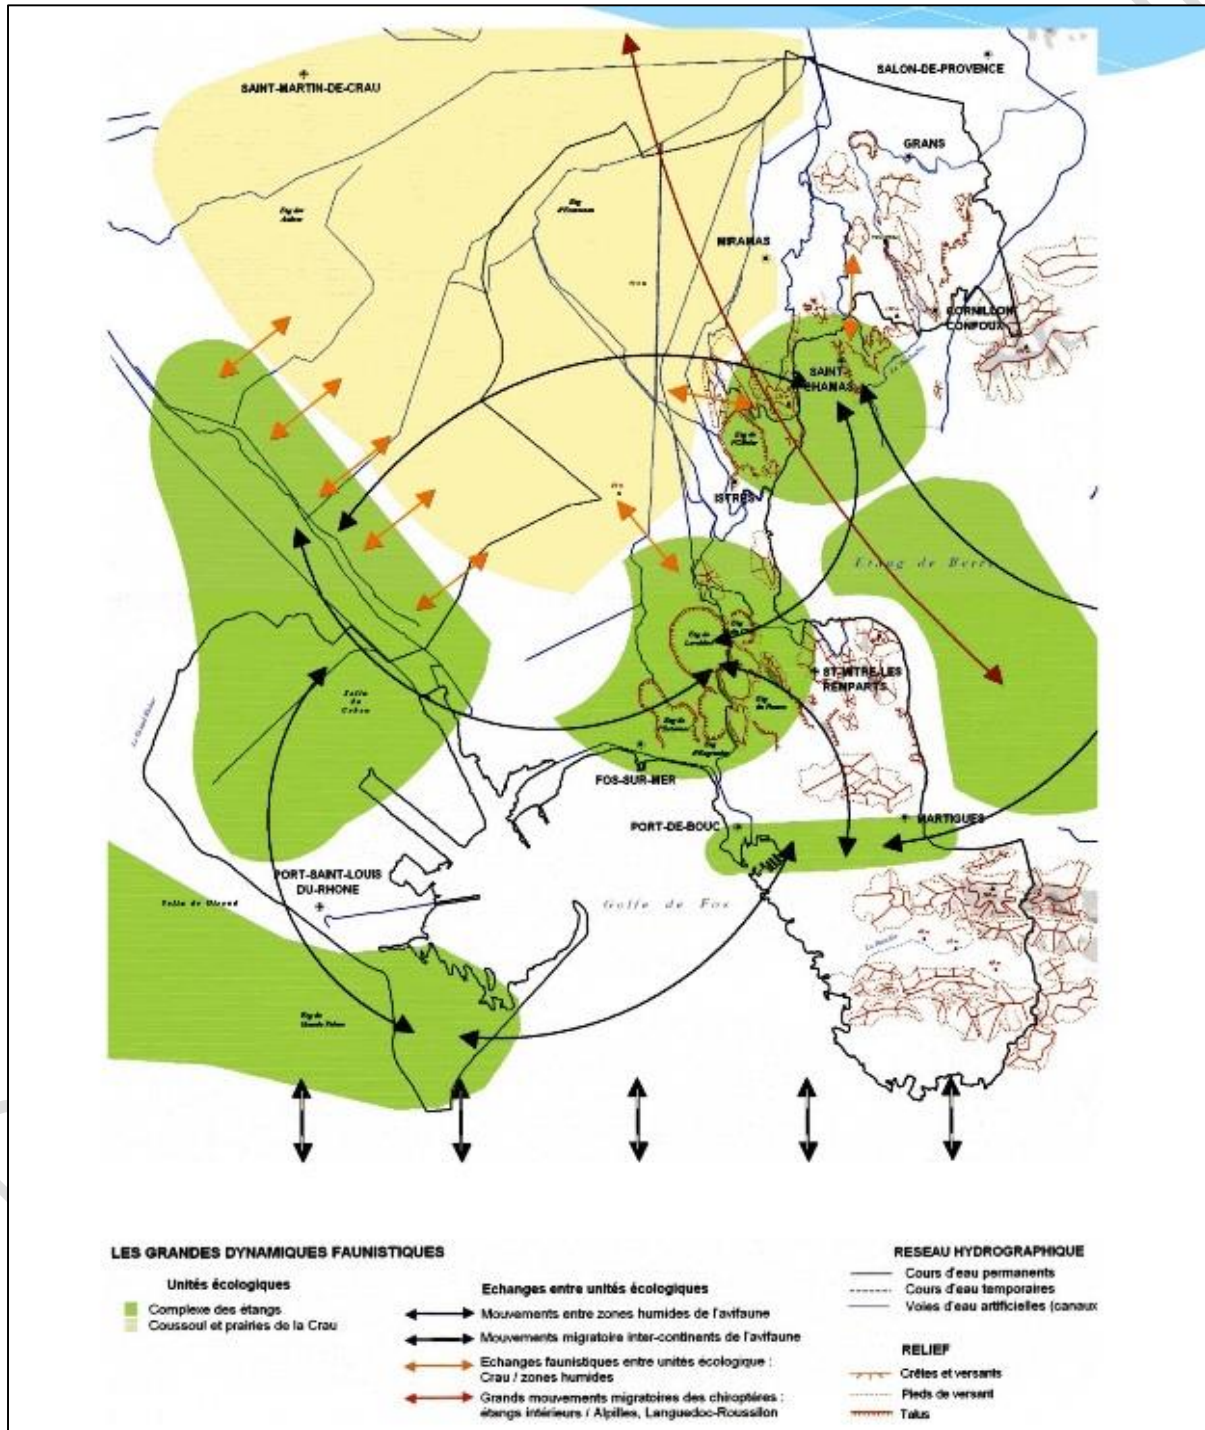 SALON-DE-PROVENCE
SAINT-MARTIN-DE-CRAU
GRANS
MIRAMAS
CORNILLON
CONFOUX
SAINT
CHAMAS
ISTRES
Etang de Berre
ST-MITRE-LES
REMPARTS
FOS-SUR-MER
PORT-DE-BOUC
MARTIGUES
PORT-SAINT-LOUIS
DU-RHONE
Golfe de Fos
LES GRANDES DYNAMIQUES FAUNISTIQUES
Unités écologiques
Complexe des étangs
Coussoul et prairies de la Crau
Echanges entre unités écologiques
Mouvements entre zones humides de l'avifaune
Mouvements migratoire inter-continents de l'avifaune
Echanges faunistiques entre unités écologique :
Crau / zones humides
Grands mouvements migratoires des chiroptères :
étangs intérieurs / Alpilles, Languedoc-Roussillon
RESEAU HYDROGRAPHIQUE
Cours d'eau permanents
Cours d'eau temporaires
Voies d'eau artificielles (canaux
RELIEF
Crêtes et versants
Pieds de versant
Talus